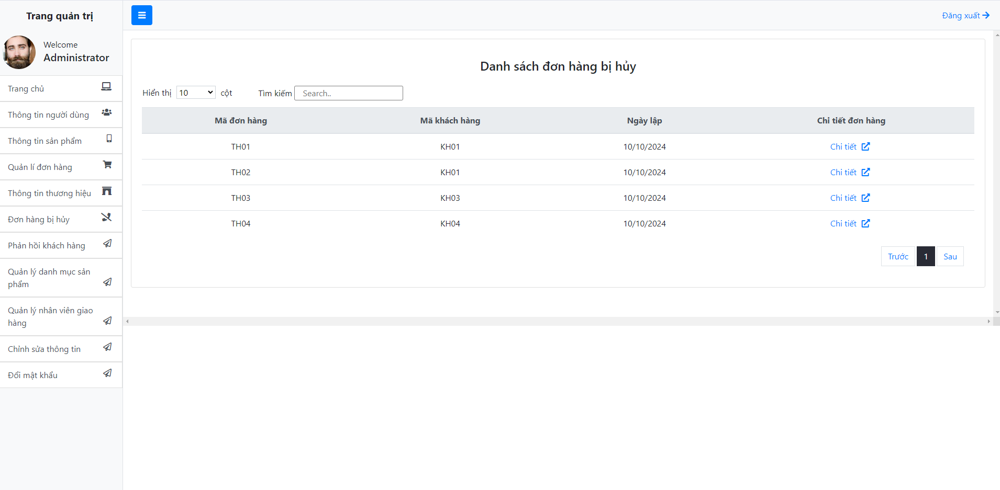 Trang quản trị
Đăng xuất
Welcome
Administrator
Trang chủ
Thông tin người dùng
Thông tin sản phẩm
Quản lí đơn hàng
Thông tin thương hiệu
Đơn hàng bị hủy
Phản hồi khách hàng
Quản lý danh mục sản
phẩm
Quản lý nhân viên giao
hàng
Chỉnh sửa thông tin
Đổi mật khẩu
Danh sách đơn hàng bị hủy
Hiển thị 10 cột Tìm kiếm Search..
Mã đơn hàng Mã khách hàng Ngày lập Chi tiết đơn hàng
TH01 KH01 10/10/2024 Chi tiết
TH02 KH01 10/10/2024 Chi tiết
TH03 KH03 10/10/2024 Chi tiết
TH04 KH04 10/10/2024 Chi tiết
Trước 1 Sau